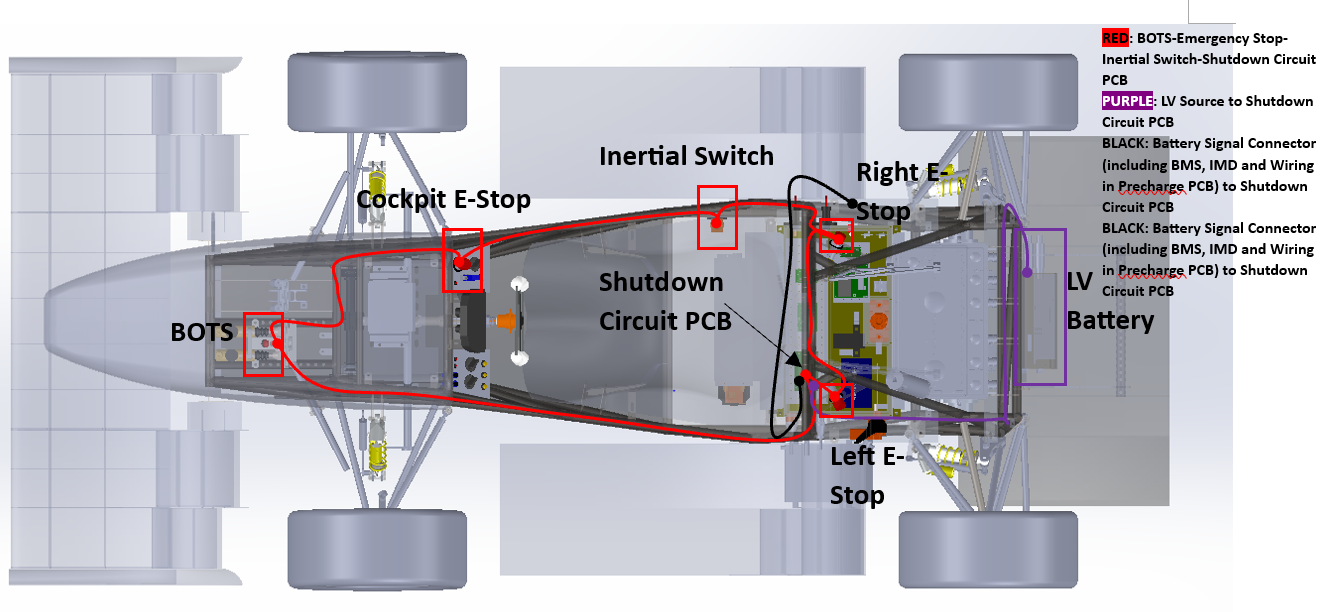 RED: BOTS-Emergency Stop-
Inertial Switch-Shutdown Circuit
PCB
PURPLE: LV Source to Shutdown
Circuit PCB
BLACK: Battery Signal Connector
(including BMS, IMD and Wiring
in Precharge PCB) to Shutdown
Circuit PCB
BLACK: Battery Signal Connector
(including BMS, IMD and Wiring
in Precharge PCB) to Shutdown
Circuit PCB
Inertial Switch
Right E-
Stop
Cockpit E-Stop
Shutdown
Circuit PCB
LV
Battery
BOTS
Left E-
Stop